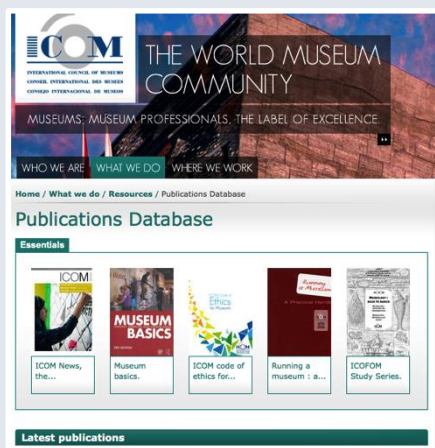 ICOM
INTERNATIONAL COUNCIL OF MUSEUMS
CONSEIL INTERNATIONAL DES MUSEES
CONSEJO INTERNACIONAL DE MUSEOS
THE WORLD MUSEUM
COMMUNITY
MUSEUMS, MUSEUM PROFESSIONALS, THE LABEL OF EXCELLENCE
WHO WE ARE WHAT WE DO WHERE WE WORK
Home / What we do / Resources / Publications Database
Publications Database
Essentials
ICOM
MUSEUM
BASICS
Ethics
Running
a Museum
A Practical
ICOM News,
the...
Museum
basics.
ICOM code of
ethics for...
Running a
museum : a...
ICOFOM
Study Series.
Latest publications